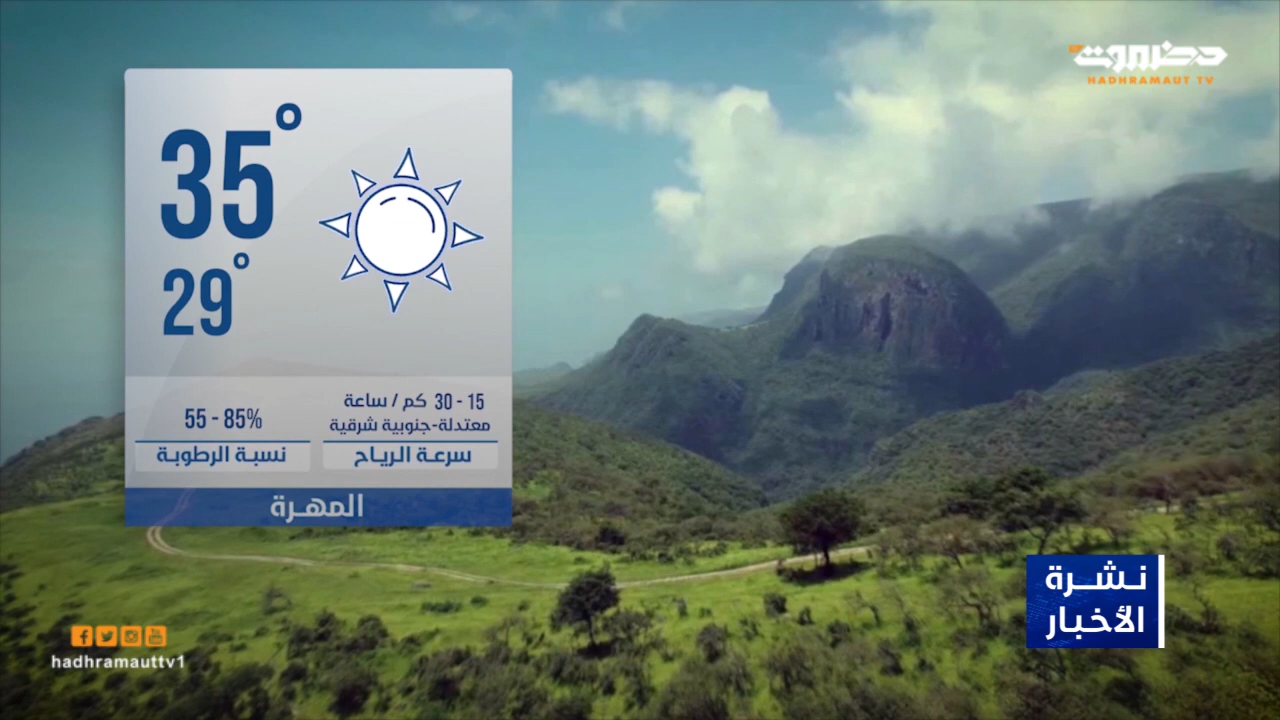 حضرموت
HADHRAMAUT TV
35°
29°
15 - 30 كم / ساعة
معتدلة-جنوبية شرقية
سرعة الرياح
55 - 85%
نسبة الرطوبة
المهرة
نشرة
الأخبار
hadhramauttv1